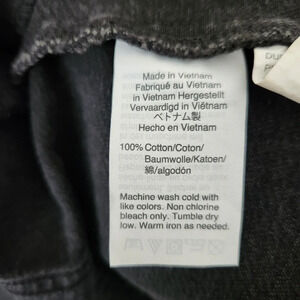 Made in Vietnam
Fabriqué au Vietnam
in Vietnam Hergestellt
Vervaardigd in Viêtnam
ベトナム製
Hecho en Vietnam
100% Cotton/Coton/
Baumwolle/Katoen/
綿/algodón
Machine wash cold with
like colors. Non chlorine
bleach only. Tumble dry
low. Warm iron as needed.